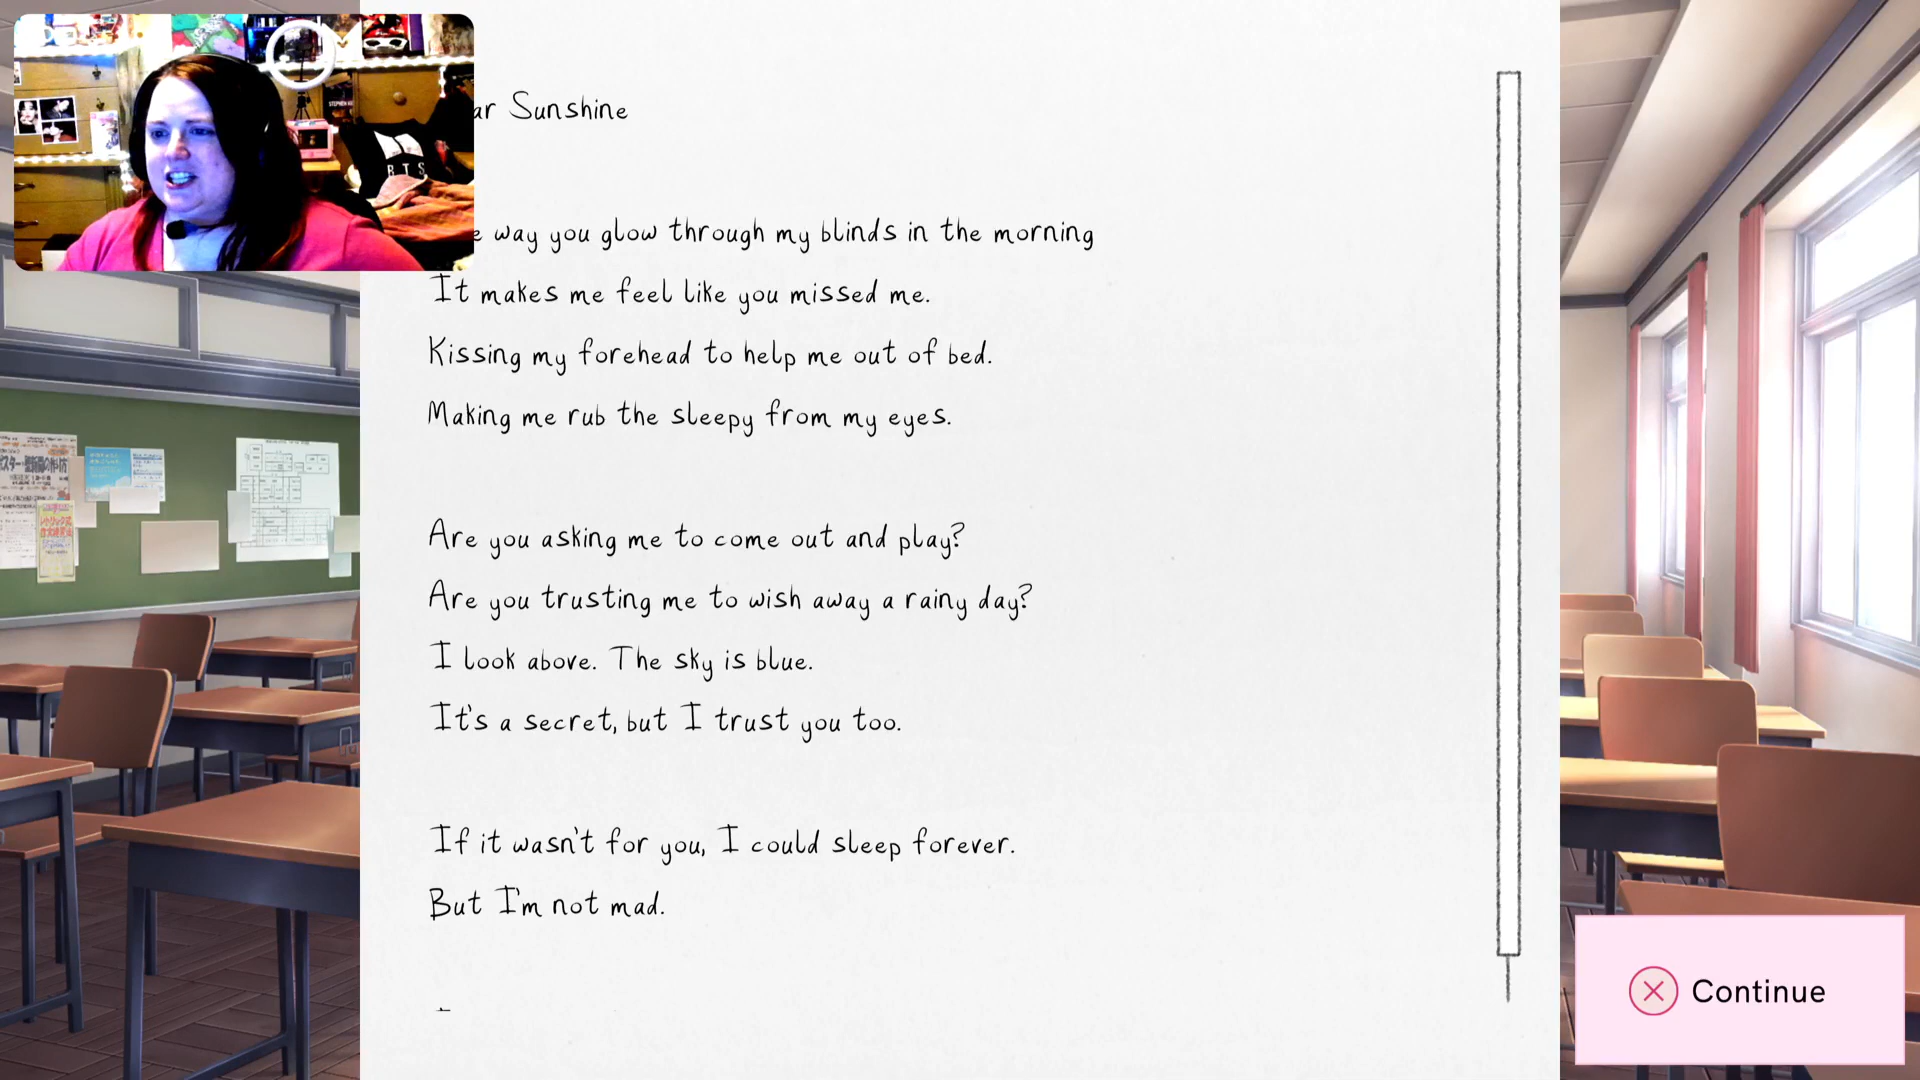 Sunshine
way you glow through my blinds in the morning
It makes me feel like you missed me.
Kissing my forehead to help me out of bed.
Making me rub the sleepy from my eyes.
Are you asking me to come out and play?
Are you trusting me to wish away a rainy day?
I look above. The sky is blue.
It's a secret, but I trust you too.
If it wasn't for you, I could sleep forever.
But I'm not mad.
Continue
BTS
STEPHEN